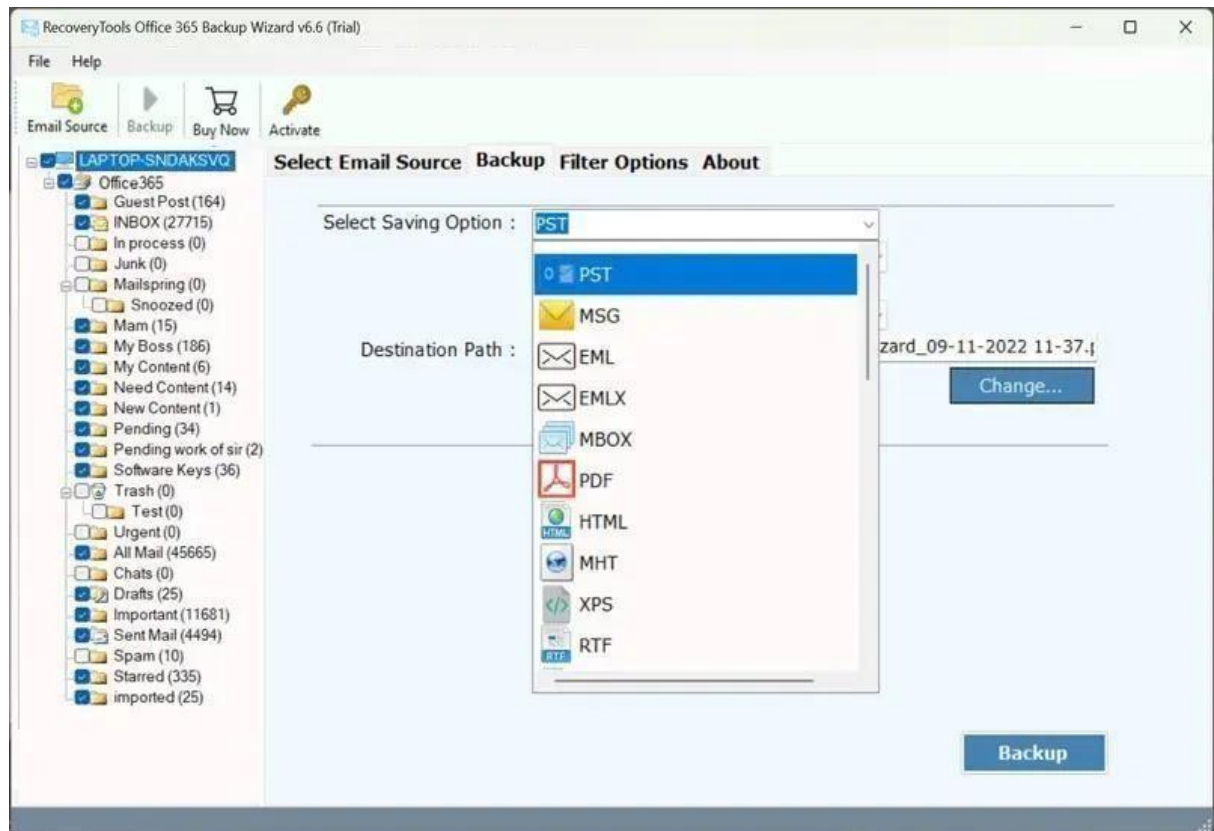 RecoveryTools Office 365 Backup Wizard v6.6 (Trial)
File Help
Email Source Backup Buy Now Activate
LAPTOP-SNDAKSVQ
Office365
Guest Post (164)
INBOX (27715)
In process (0)
Junk (0)
Mailspring (0)
Snoozed (0)
Mam (15)
My Boss (186)
My Content (6)
Need Content (14)
New Content (1)
Pending (34)
Pending work of sir (2)
Software Keys (36)
Trash (0)
Test (0)
Urgent (0)
All Mail (45665)
Chats (0)
Drafts (25)
Important (11681)
Sent Mail (4494)
Spam (10)
Starred (335)
imported (25)
Select Email Source Backup Filter Options About
Select Saving Option : PST
PST
MSG
EML
EMLX
MBOX
PDF
HTML
HTML
MHT
XPS
RTF
RTF
Destination Path : zard_09-11-2022 11-37.p
Change...
Backup